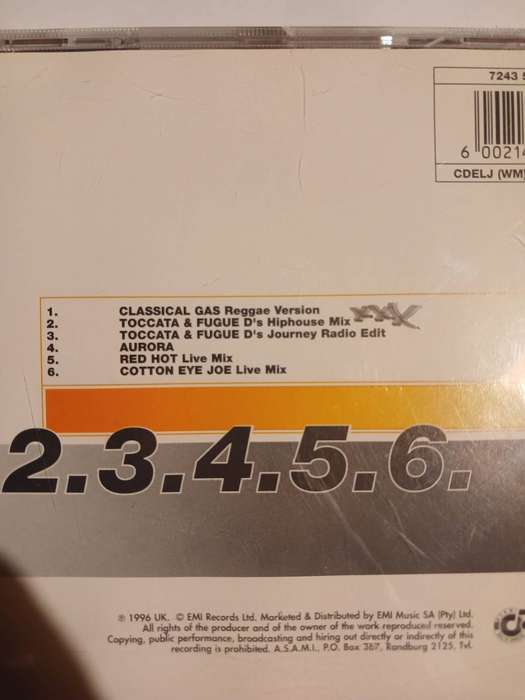 7243 5
6 00214
CDELJ (WM)
1. CLASSICAL GAS Reggae Version
2. TOCCATA & FUGUE D's Hiphouse Mix
3. TOCCATA & FUGUE D's Journey Radio Edit
4. AURORA
5. RED HOT Live Mix
6. COTTON EYE JOE Live Mix
2.3.4.5.6.
℗ 1996 UK. © EMI Records Ltd. Marketed & Distributed by EMI Music SA (Pty) Ltd.
All rights of the producer and of the owner of the work reproduced reserved.
Copying, public performance, broadcasting and hiring out directly or indirectly of this
recording is prohibited. A.S.A.M.I., P.O. Box 367, Randburg 2125. Tvl.